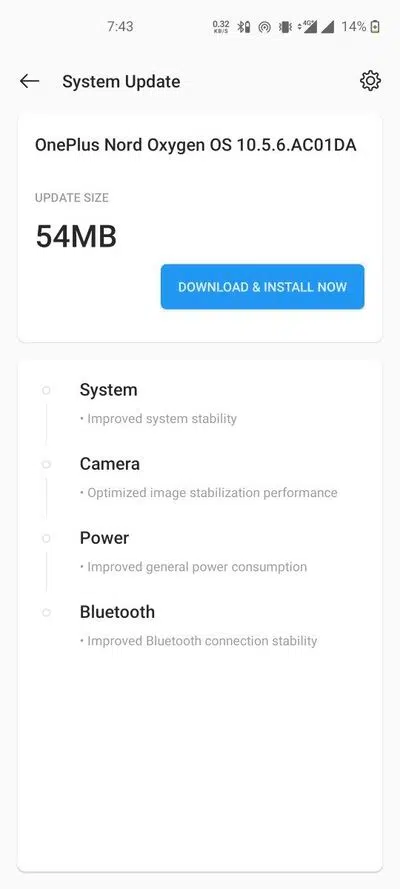 7:43 0.32 KB/S 4G+ 14%
System Update
OnePlus Nord Oxygen OS 10.5.6.AC01DA
UPDATE SIZE
54MB
DOWNLOAD & INSTALL NOW
System
• Improved system stability
Camera
• Optimized image stabilization performance
Power
• Improved general power consumption
Bluetooth
• Improved Bluetooth connection stability